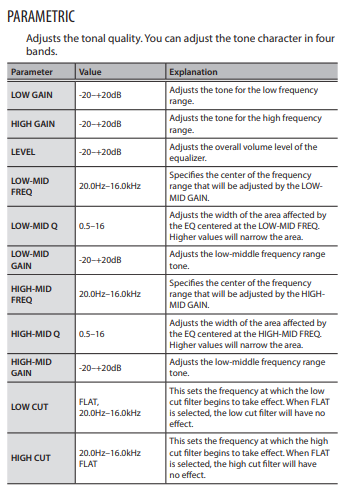 PARAMETRIC
Adjusts the tonal quality. You can adjust the tone character in four
bands.
Parameter Value Explanation
LOW GAIN -20–+20dB Adjusts the tone for the low frequency
range.
HIGH GAIN -20–+20dB Adjusts the tone for the high frequency
range.
LEVEL -20–+20dB Adjusts the overall volume level of the
equalizer.
LOW-MID
FREQ
20.0Hz–16.0kHz
Specifies the center of the frequency
range that will be adjusted by the LOW-
MID GAIN.
LOW-MID Q 0.5–16
Adjusts the width of the area affected by
the EQ centered at the LOW-MID FREQ.
Higher values will narrow the area.
LOW-MID
GAIN
-20–+20dB
Adjusts the low-middle frequency range
tone.
HIGH-MID
FREQ
20.0Hz–16.0kHz
Specifies the center of the frequency
range that will be adjusted by the HIGH-
MID GAIN.
HIGH-MID Q 0.5–16
Adjusts the width of the area affected by
the EQ centered at the HIGH-MID FREQ.
Higher values will narrow the area.
HIGH-MID
GAIN
-20–+20dB
Adjusts the low-middle frequency range
tone.
LOW CUT
FLAT,
20.0Hz–16.0kHz
This sets the frequency at which the low
cut filter begins to take effect. When FLAT
is selected, the low cut filter will have no
effect.
HIGH CUT
20.0Hz–16.0kHz
FLAT
This sets the frequency at which the high
cut filter begins to take effect. When FLAT
is selected, the high cut filter will have
no effect.